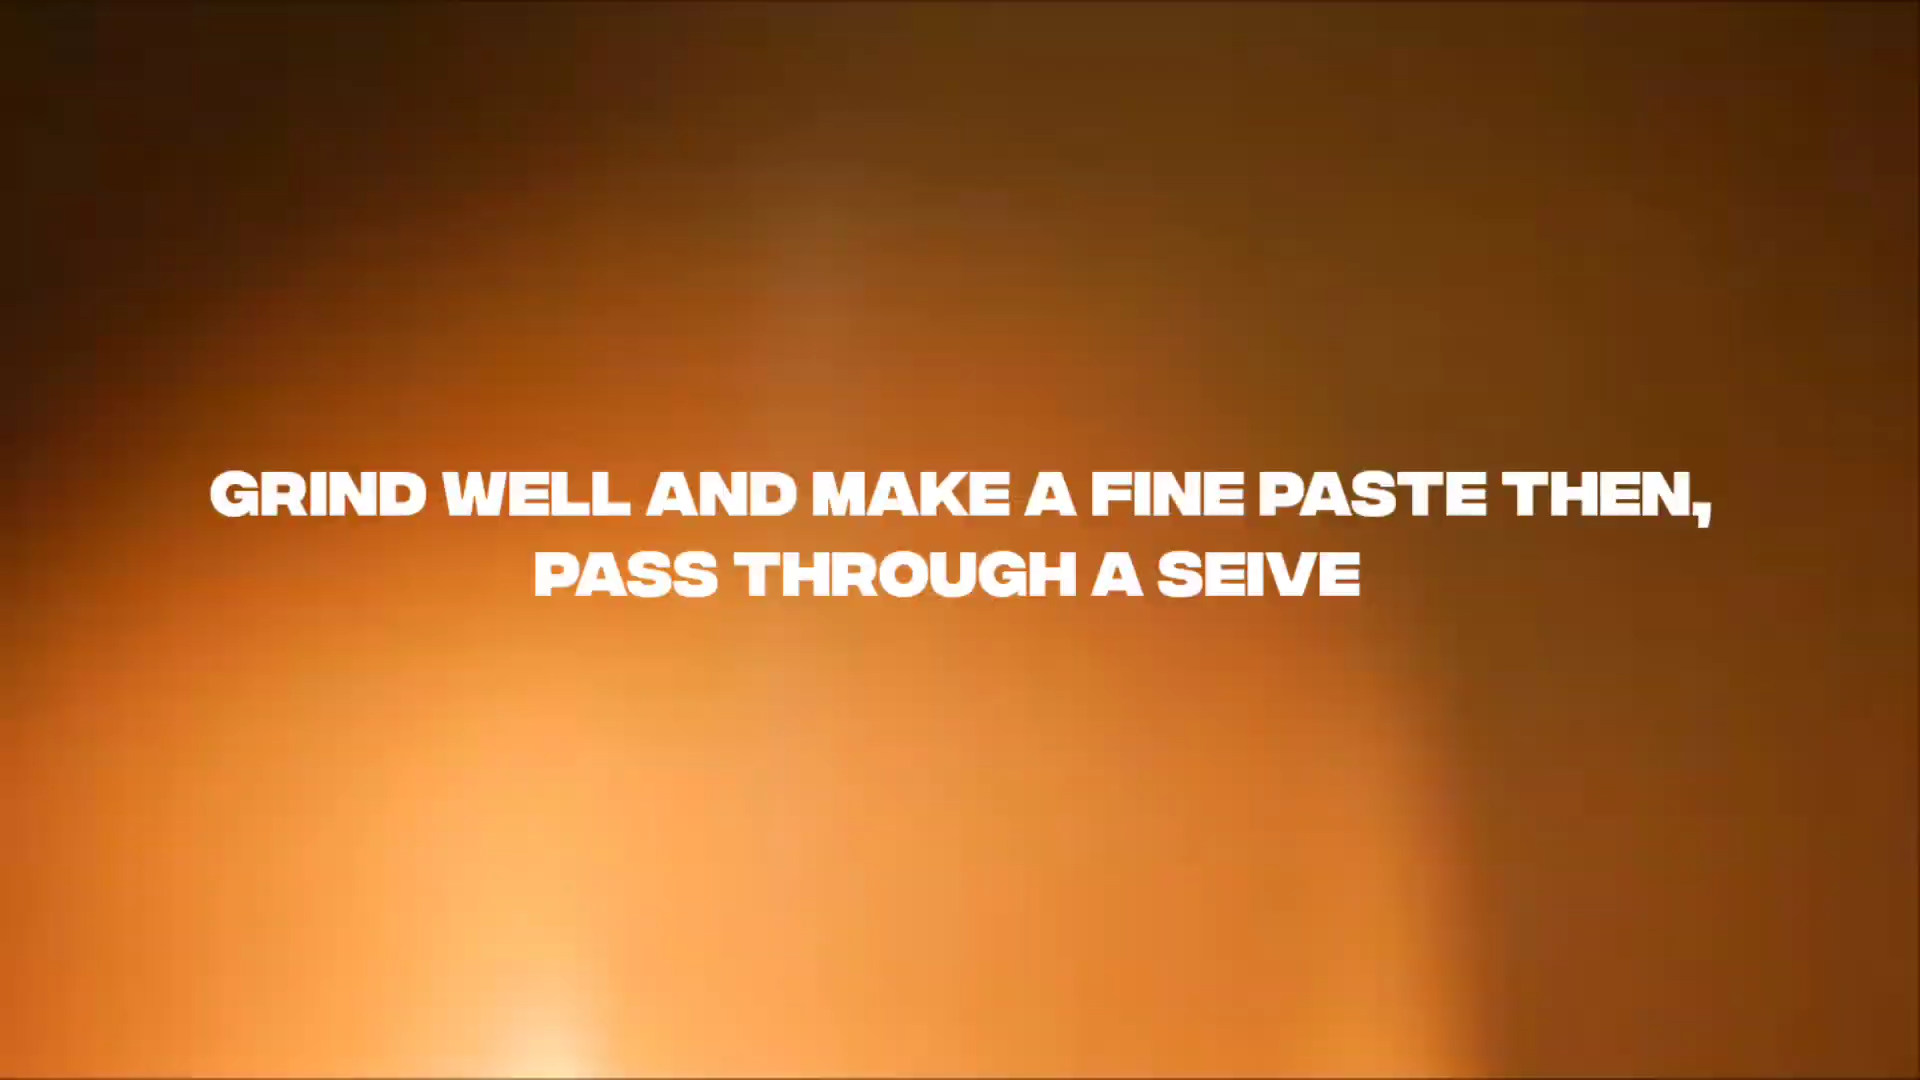 GRIND WELL AND MAKE A FINE PASTE THEN,
PASS THROUGH A SEIVE